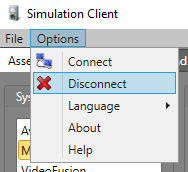 Simulation Client
File Options
Connect
Disconnect
Language
About
Help
VideoFusion